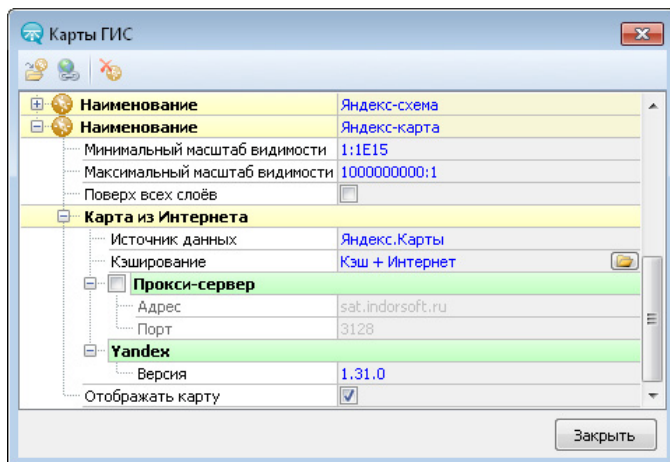 Карты ГИС
Наименование Яндекс-схема
Наименование Яндекс-карта
Минимальный масштаб видимости 1:1E15
Максимальный масштаб видимости 1000000000:1
Поверх всех слоёв
Карта из Интернета
Источник данных Яндекс.Карты
Кэширование Кэш + Интернет
Прокси-сервер
Адрес sat.indorsoft.ru
Порт 3128
Yandex
Версия 1.31.0
Отображать карту
Закрыть